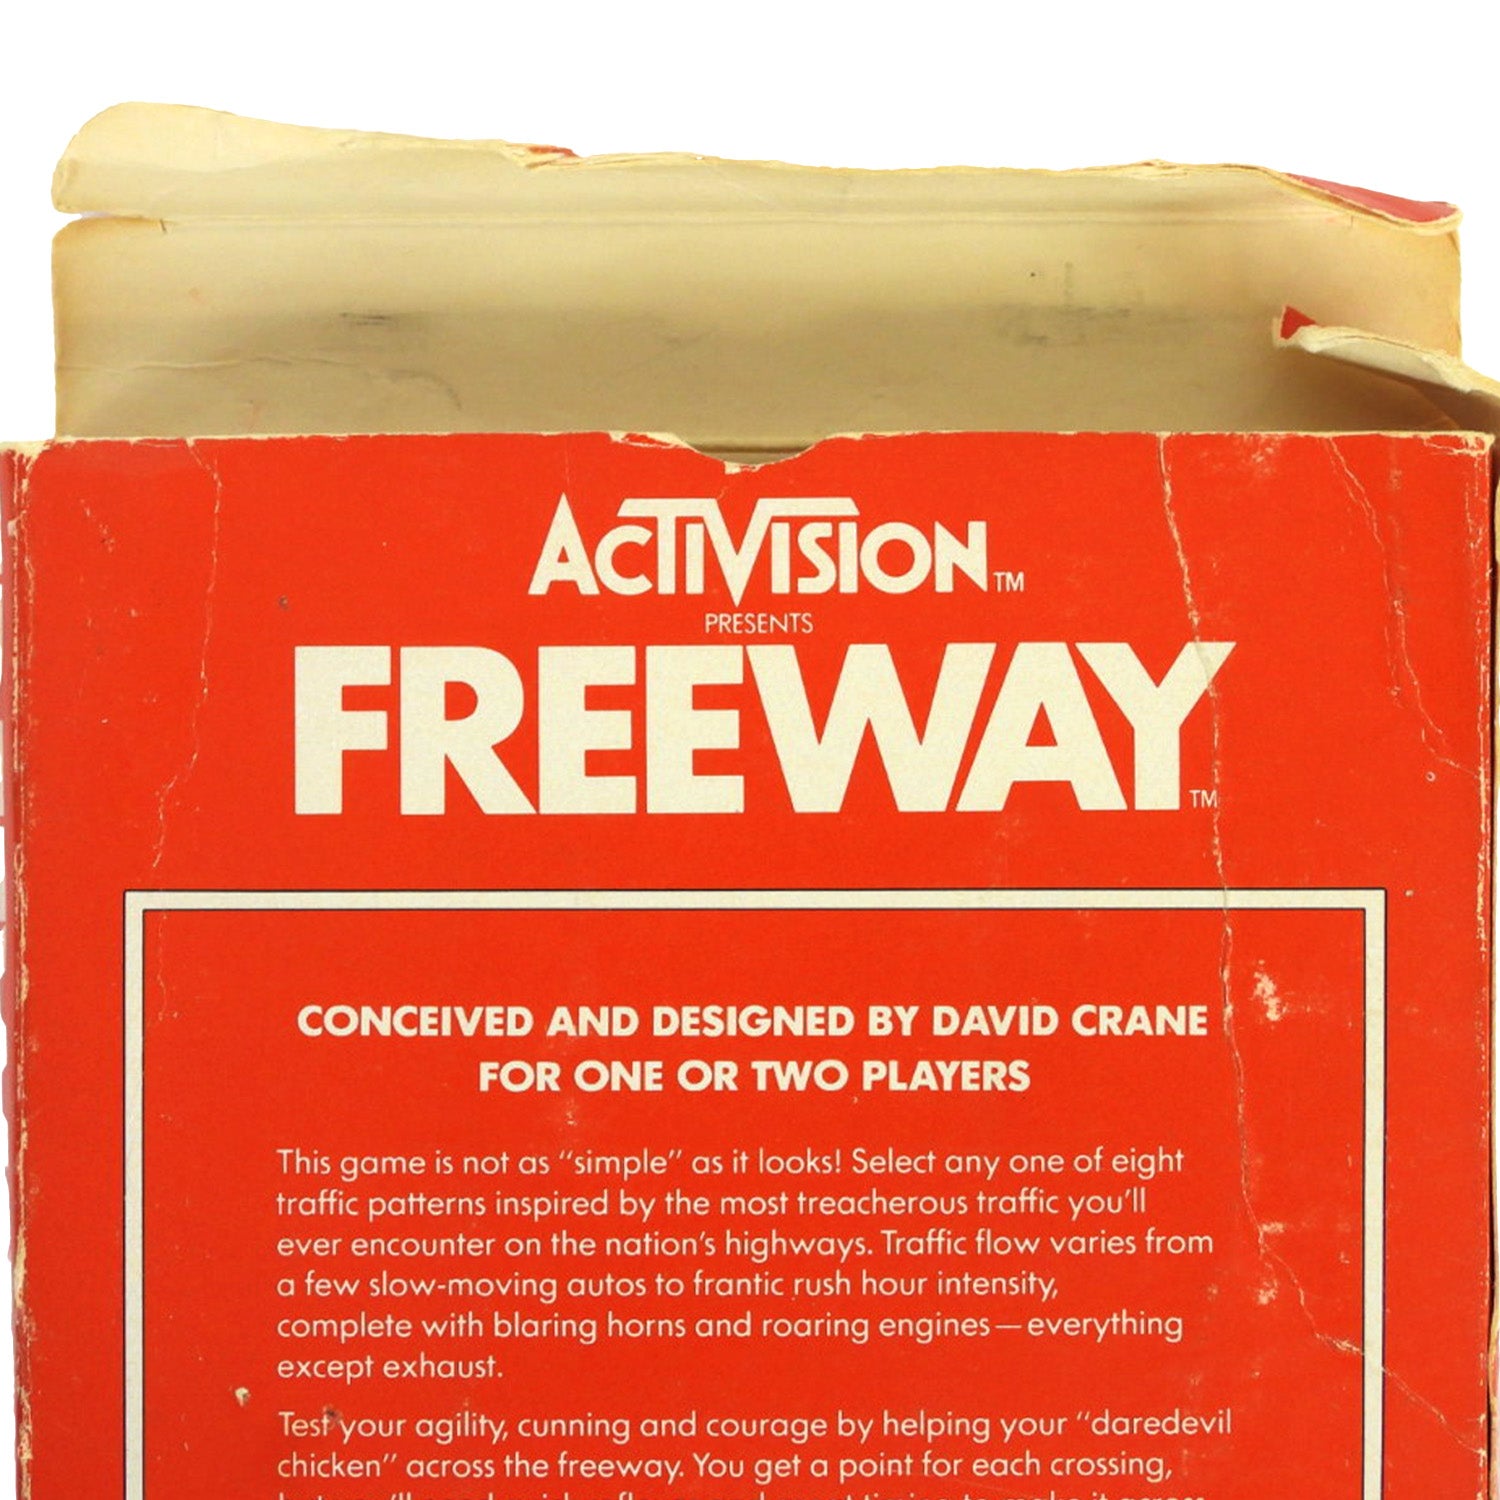 ACTIVISION™
PRESENTS
FREEWAY™
CONCEIVED AND DESIGNED BY DAVID CRANE
FOR ONE OR TWO PLAYERS
This game is not as "simple" as it looks! Select any one of eight
traffic patterns inspired by the most treacherous traffic you'll
ever encounter on the nation's highways. Traffic flow varies from
a few slow-moving autos to frantic rush hour intensity,
complete with blaring horns and roaring engines—everything
except exhaust.
Test your agility, cunning and courage by helping your "daredevil
chicken" across the freeway. You get a point for each crossing,